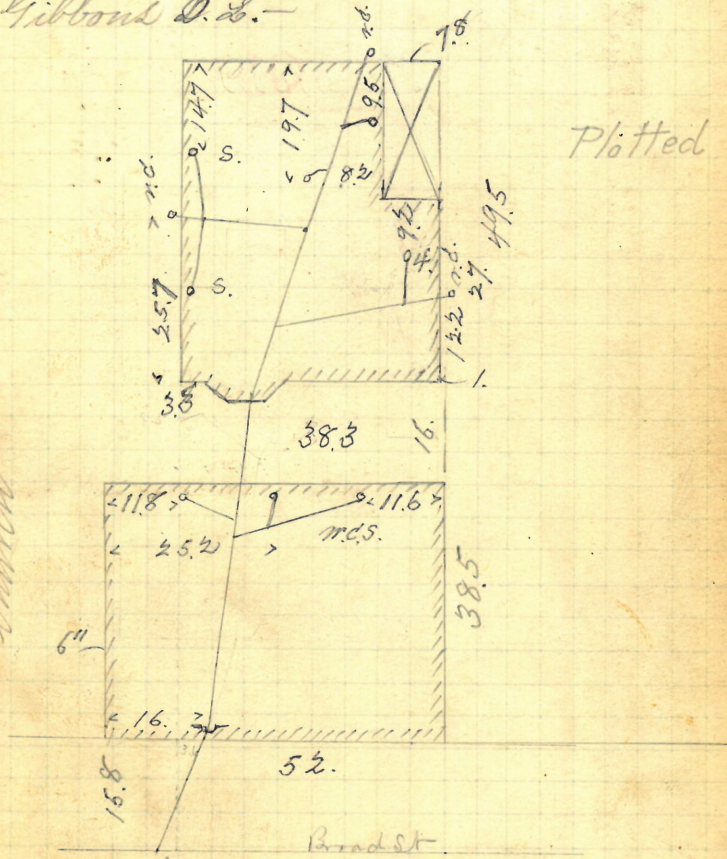 Gibbons D.L.-
r.d.
7.8
14.7
19.7
9.5
Plotted
S.
8.2
r.d.
9.2
49.5
4.
r.d.
27.
S.
25.7
12.2
1.
3.3
38.3
16.
11.8
11.6
25.2
r.d.s.
38.5
6"
16.
52.
15.8
Broad St